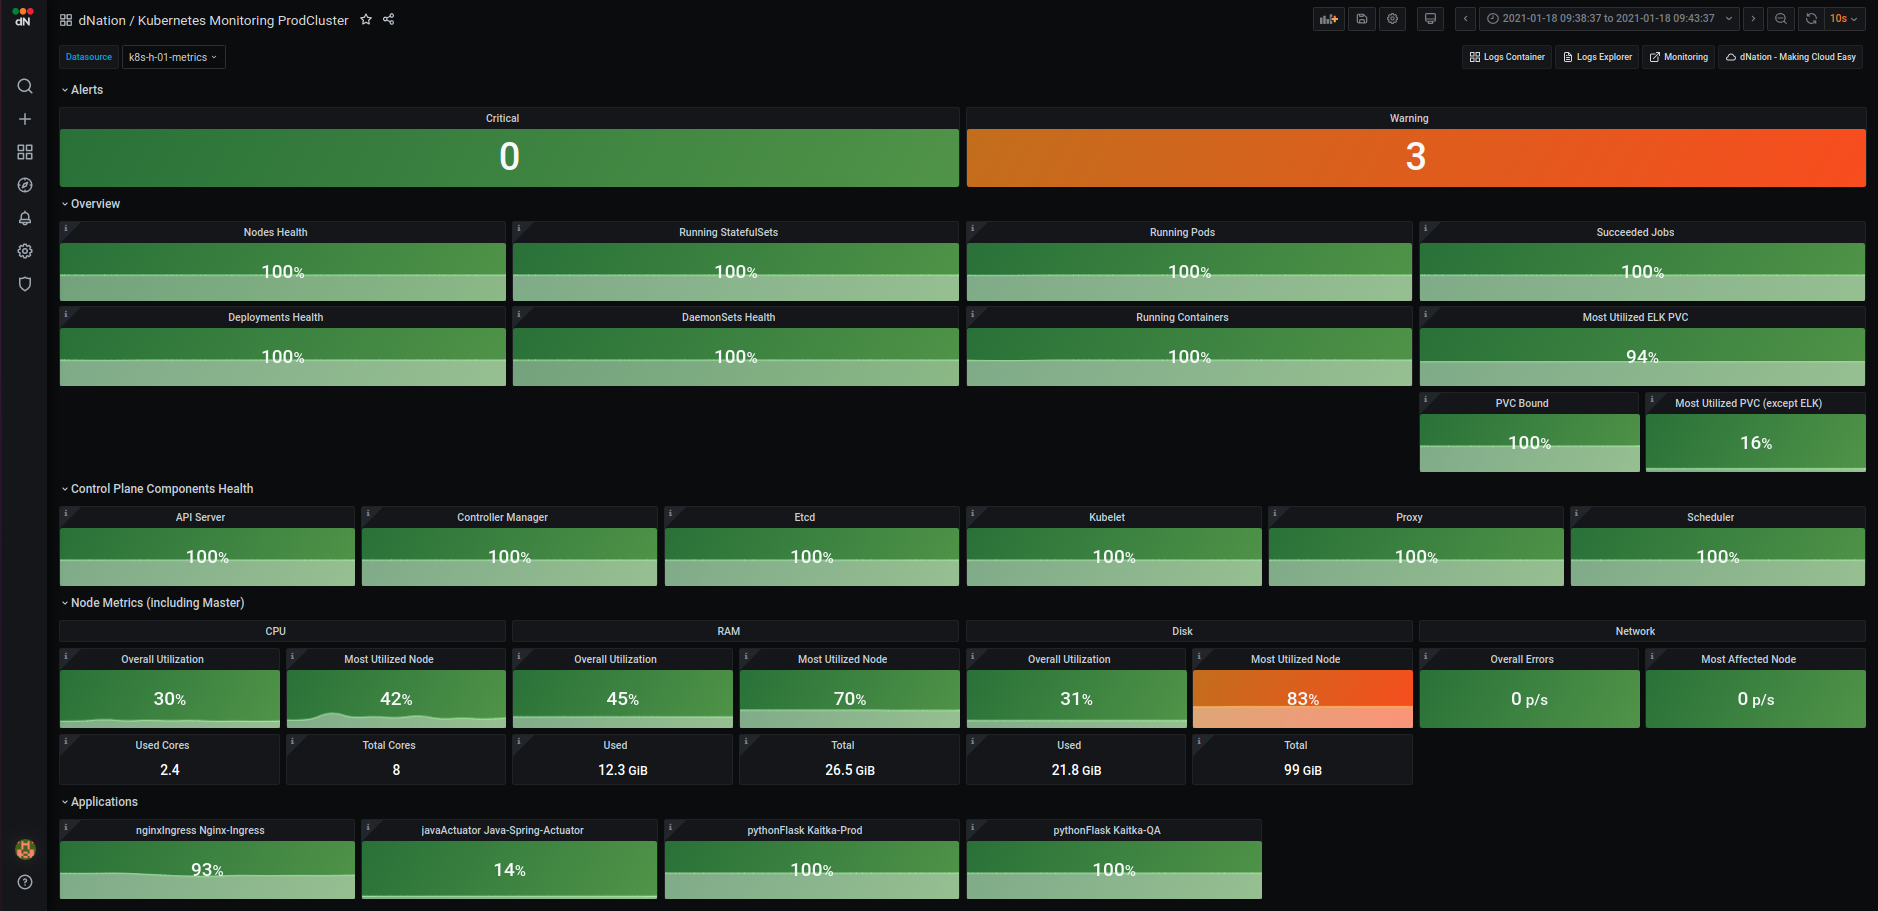 dN
dNation / Kubernetes Monitoring ProdCluster
2021-01-18 09:38:37 to 2021-01-18 09:43:37
10s
Datasource
k8s-h-01-metrics
Logs Container
Logs Explorer
Monitoring
dNation - Making Cloud Easy
Alerts
Critical
Warning
0
3
Overview
Nodes Health
Running StatefulSets
Running Pods
Succeeded Jobs
100%
100%
100%
100%
Deployments Health
DaemonSets Health
Running Containers
Most Utilized ELK PVC
100%
100%
100%
94%
PVC Bound
Most Utilized PVC (except ELK)
100%
16%
Control Plane Components Health
API Server
Controller Manager
Etcd
Kubelet
Proxy
Scheduler
100%
100%
100%
100%
100%
100%
Node Metrics (including Master)
CPU
RAM
Disk
Network
Overall Utilization
Most Utilized Node
Overall Utilization
Most Utilized Node
Overall Utilization
Most Utilized Node
Overall Errors
Most Affected Node
30%
42%
45%
70%
31%
83%
0 p/s
0 p/s
Used Cores
Total Cores
Used
Total
Used
Total
2.4
8
12.3 GiB
26.5 GiB
21.8 GiB
99 GiB
Applications
nginxIngress Nginx-Ingress
javaActuator Java-Spring-Actuator
pythonFlask Kaitka-Prod
pythonFlask Kaitka-QA
93%
14%
100%
100%